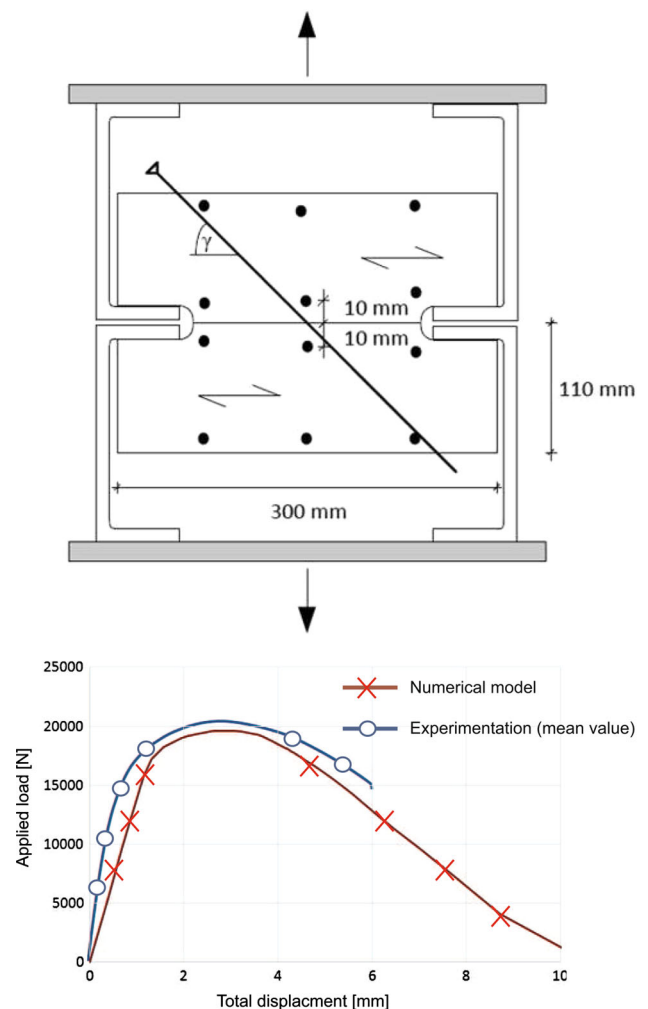 γ
10 mm
10 mm
110 mm
300 mm
25000
20000
15000
10000
5000
0
Applied load [N]
Numerical model
Experimentation (mean value)
0 2 4 6 8 10
Total displacment [mm]